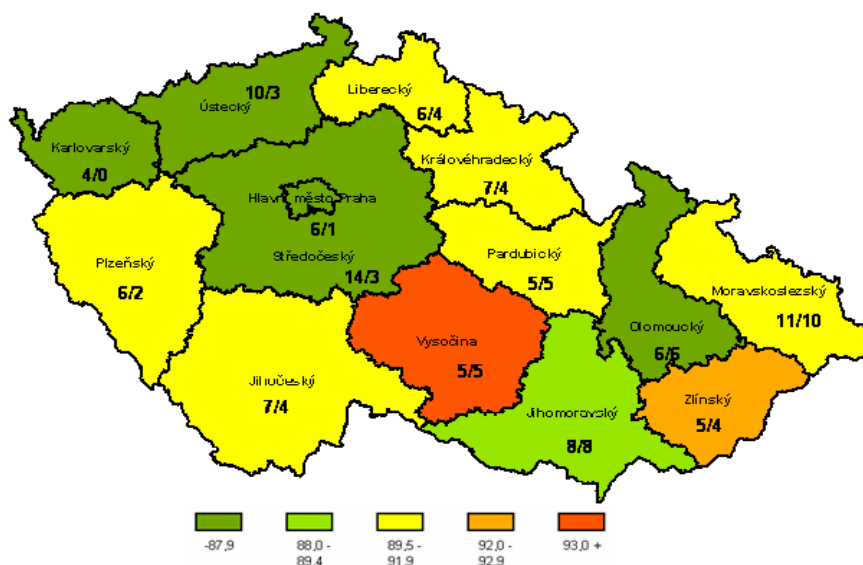 10/3
Ústecký
Liberecký
6/4
Karlovarský
4/0
Královéhradecký
7/4
Hlavní město Praha
6/1
Středočeský
14/3
Plzeňský
6/2
Pardubický
5/5
Moravskoslezský
11/10
Olomoucký
6/6
Vysočina
5/5
Jihočeský
7/4
Jihomoravský
8/8
Zlínský
5/4
-87,9
88,0 -
89,4
89,5 -
91,9
92,0 -
92,9
93,0 +